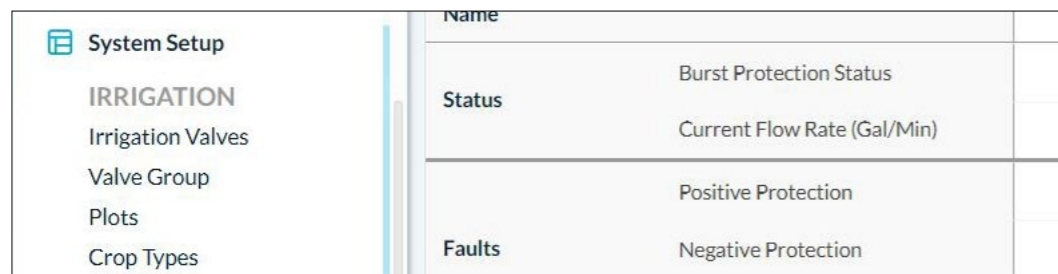 System Setup
IRRIGATION
Irrigation Valves
Valve Group
Plots
Crop Types
Name
Status
Burst Protection Status
Current Flow Rate (Gal/Min)
Faults
Positive Protection
Negative Protection